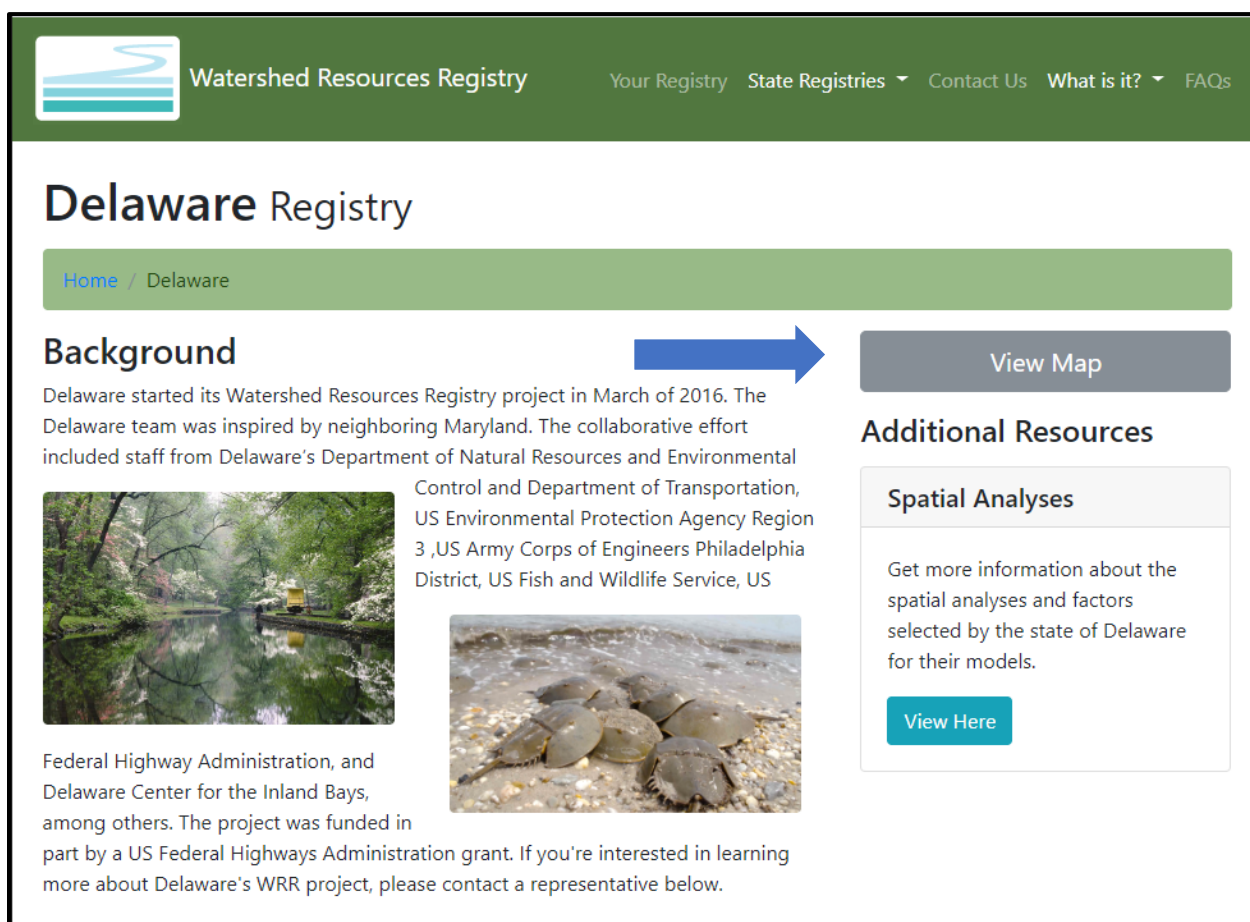 Watershed Resources Registry
Your Registry State Registries Contact Us What is it? FAQs
Delaware Registry
Home / Delaware
Background
Delaware started its Watershed Resources Registry project in March of 2016. The
Delaware team was inspired by neighboring Maryland. The collaborative effort
included staff from Delaware's Department of Natural Resources and Environmental
Control and Department of Transportation,
US Environmental Protection Agency Region
3 ,US Army Corps of Engineers Philadelphia
District, US Fish and Wildlife Service, US
Federal Highway Administration, and
Delaware Center for the Inland Bays,
among others. The project was funded in
part by a US Federal Highways Administration grant. If you're interested in learning
more about Delaware's WRR project, please contact a representative below.
View Map
Additional Resources
Spatial Analyses
Get more information about the
spatial analyses and factors
selected by the state of Delaware
for their models.
View Here